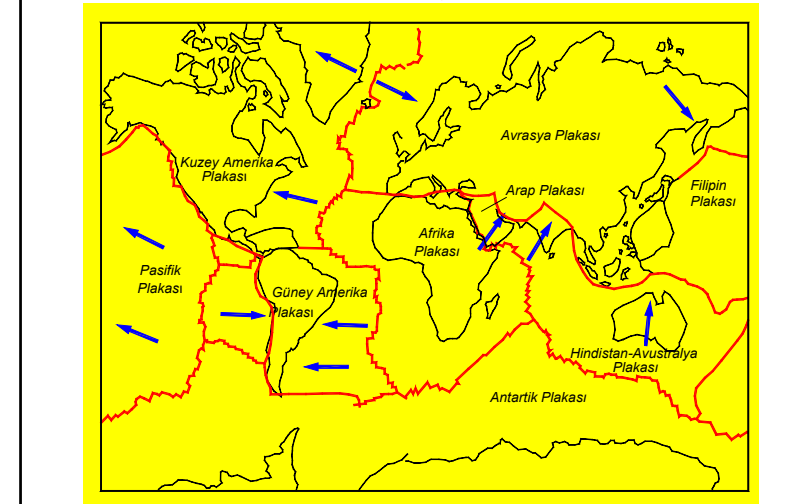 Avrasya Plakası
Kuzey Amerika
Plakası
Arap Plakası
Filipin
Plakası
Afrika
Plakası
Pasifik
Plakası
Güney Amerika
Plakası
Hindistan-Avustralya
Plakası
Antartik Plakası